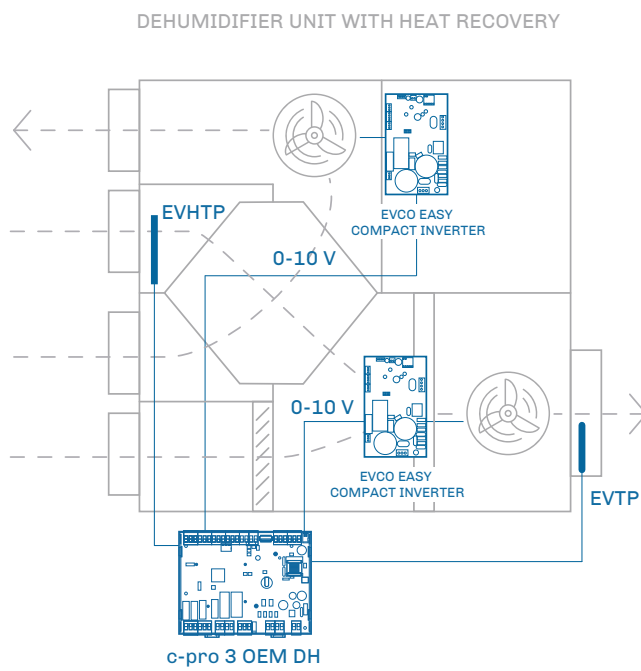 DEHUMIDIFIER UNIT WITH HEAT RECOVERY
EVHTP
EVCO EASY
COMPACT INVERTER
0-10 V
0-10 V
EVCO EASY
COMPACT INVERTER
EVTP
c-pro 3 OEM DH